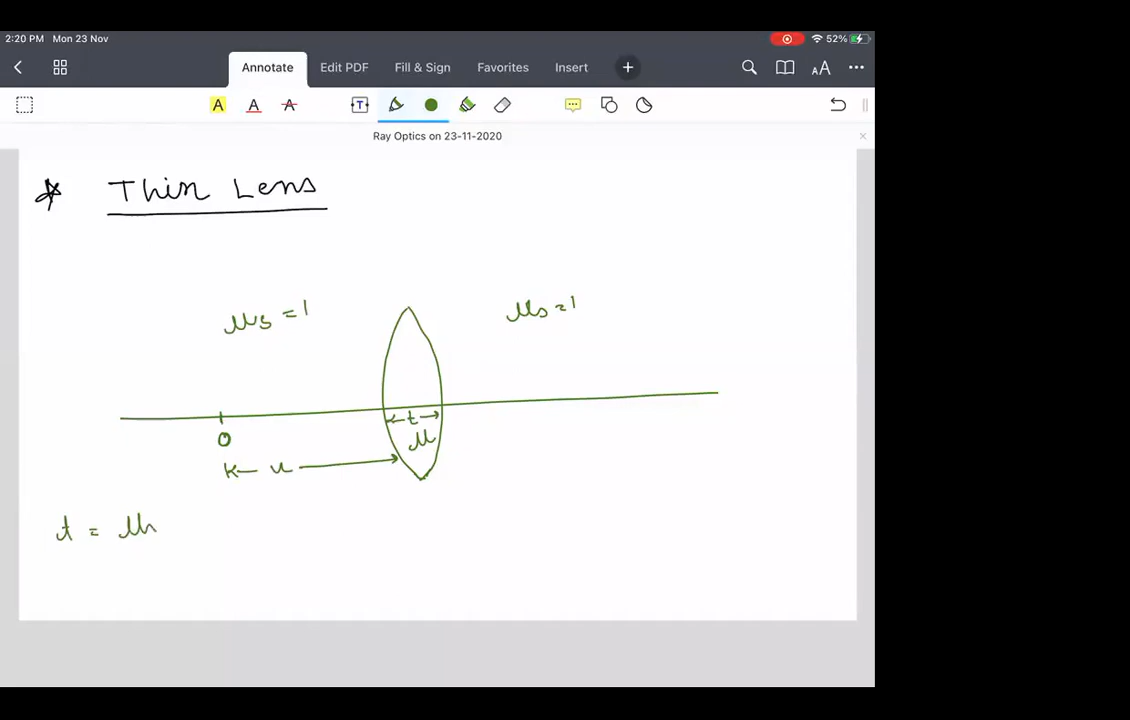 2:20 PM Mon 23 Nov
52%
Annotate Edit PDF Fill & Sign Favorites Insert
Ray Optics on 23-11-2020
Thin Lens
μs = 1
μs = 1
t
μ
O
u
t =